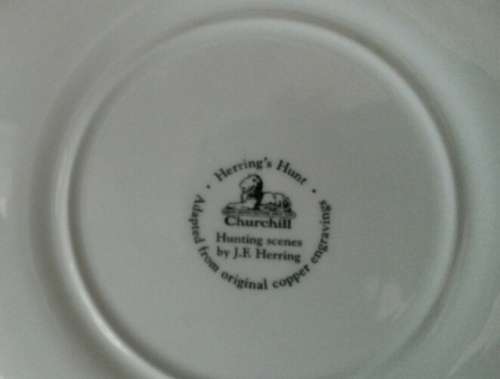 Herring's Hunt
Churchill
Hunting scenes
by J.F. Herring
Adapted from original copper engravings